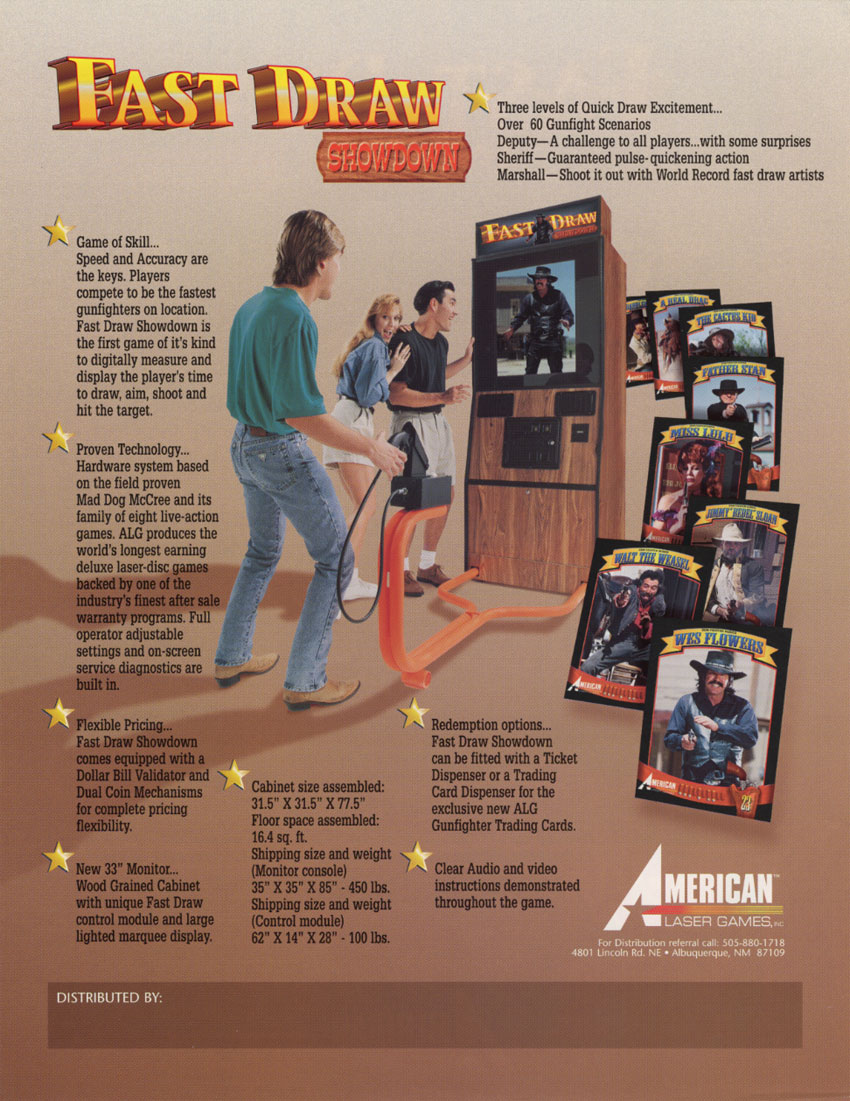 FAST DRAW
SHOWDOWN
Three levels of Quick Draw Excitement...
Over 60 Gunfight Scenarios
Deputy—A challenge to all players...with some surprises
Sheriff—Guaranteed pulse-quickening action
Marshall—Shoot it out with World Record fast draw artists
Game of Skill...
Speed and Accuracy are
the keys. Players
compete to be the fastest
gunfighters on location.
Fast Draw Showdown is
the first game of it's kind
to digitally measure and
display the player's time
to draw, aim, shoot and
hit the target.
Proven Technology...
Hardware system based
on the field proven
Mad Dog McCree and its
family of eight live-action
games. ALG produces the
world's longest earning
deluxe laser-disc games
backed by one of the
industry's finest after sale
warranty programs. Full
operator adjustable
settings and on-screen
service diagnostics are
built in.
Flexible Pricing...
Fast Draw Showdown
comes equipped with a
Dollar Bill Validator and
Dual Coin Mechanisms
for complete pricing
flexibility.
New 33" Monitor...
Wood Grained Cabinet
with unique Fast Draw
control module and large
lighted marquee display.
Cabinet size assembled:
31.5" X 31.5" X 77.5"
Floor space assembled:
16.4 sq. ft.
Shipping size and weight
(Monitor console)
35" X 35" X 85" - 450 lbs.
Shipping size and weight
(Control module)
62" X 14" X 28" - 100 lbs.
Redemption options...
Fast Draw Showdown
can be fitted with a Ticket
Dispenser or a Trading
Card Dispenser for the
exclusive new ALG
Gunfighter Trading Cards.
Clear Audio and video
instructions demonstrated
throughout the game.
FAST DRAW
SHOWDOWN
A REAL DRAG
THE CACTUS KID
FATHER STAN
MISS LULU
AMERICAN
JIMMY "REBEL" SLOAN
WALT THE WEASEL
AMERICAN
WES FLOWERS
AMERICAN
23
AMERICAN™
LASER GAMES, INC
For Distribution referral call: 505-880-1718
4801 Lincoln Rd. NE • Albuquerque, NM 87109
DISTRIBUTED BY: